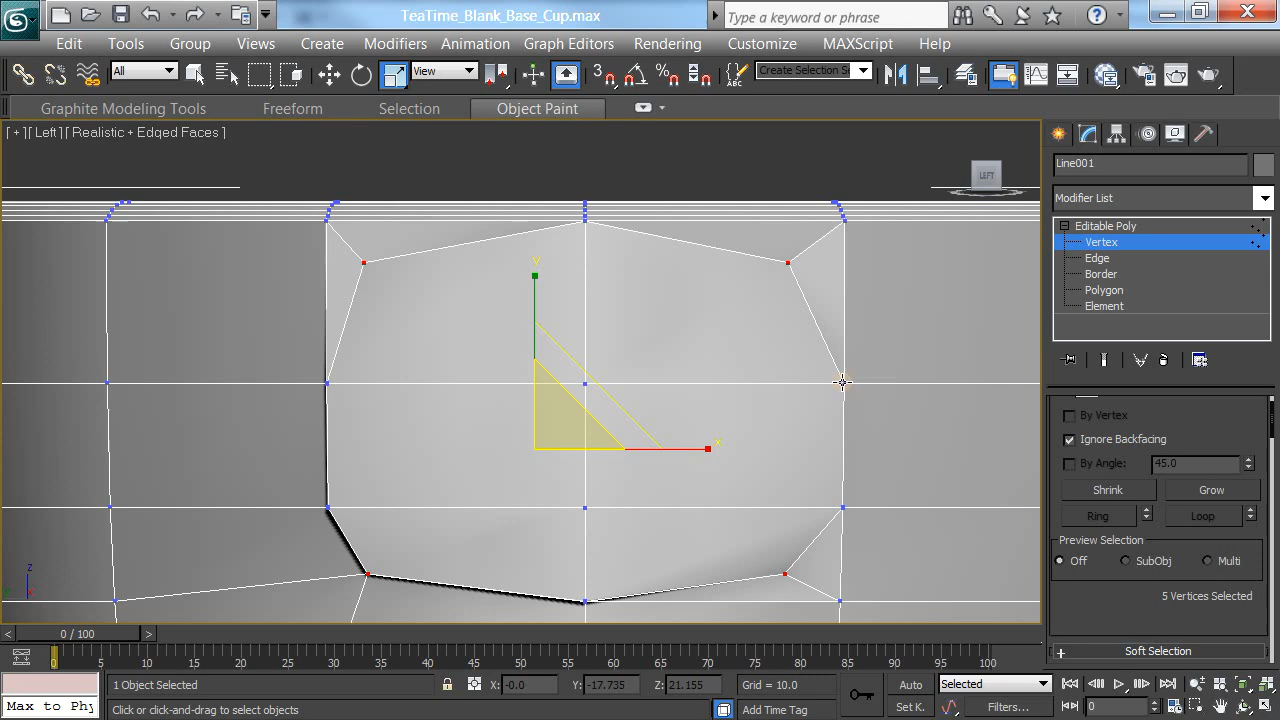 TeaTime_Blank_Base_Cup.max
Type a keyword or phrase
Edit Tools Group Views Create Modifiers Animation Graph Editors Rendering Customize MAXScript Help
All View Create Selection S
ABC
Graphite Modeling Tools Freeform Selection Object Paint
[ + ][ Left ][ Realistic + Edged Faces ]
LEFT
Line001
Modifier List
Editable Poly
Vertex
Edge
Border
Polygon
Element
By Vertex
Ignore Backfacing
By Angle: 45.0
Shrink Grow
Ring Loop
Preview Selection
Off SubObj Multi
5 Vertices Selected
Soft Selection
y
x
z
< 0 / 100 >
0 5 10 15 20 25 30 35 40 45 50 55 60 65 70 75 80 85 90 95 100
1 Object Selected X: -0.0 Y: -17.735 Z: 21.155 Grid = 10.0 Auto Selected
Max to Phy Click or click-and-drag to select objects Add Time Tag Set K. Filters... 0